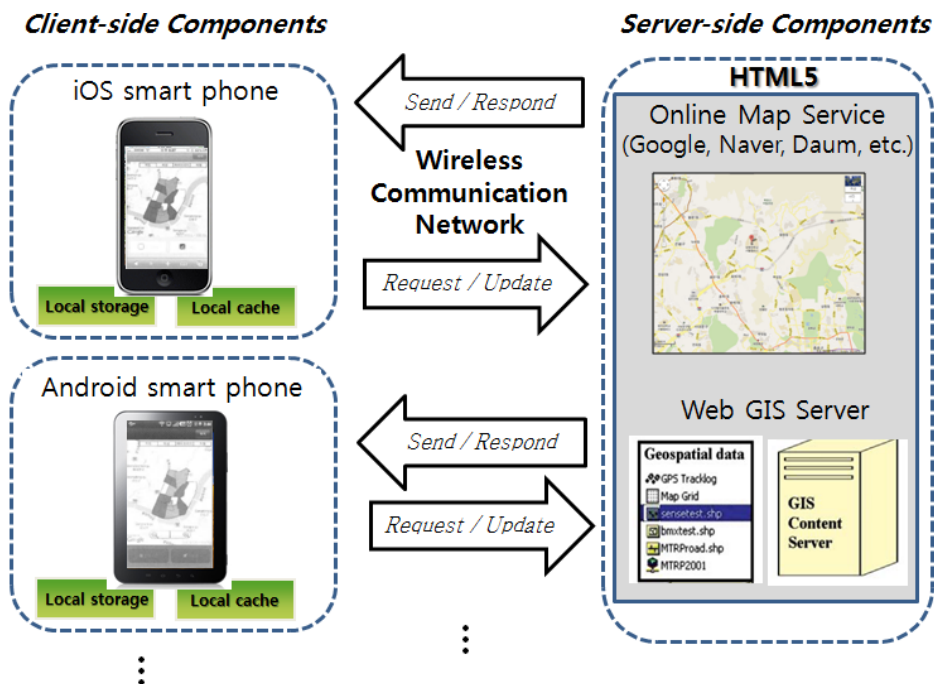 Client-side Components
Server-side Components
iOS smart phone
Local storage
Local cache
Android smart phone
Local storage
Local cache
Send / Respond
Wireless
Communication
Network
Request / Update
Send / Respond
Request / Update
HTML5
Online Map Service
(Google, Naver, Daum, etc.)
Web GIS Server
Geospatial data
GPS Tracklog
Map Grid
sensetest.shp
bmxtest.shp
MTRProad.shp
MTRP2001
GIS
Content
Server